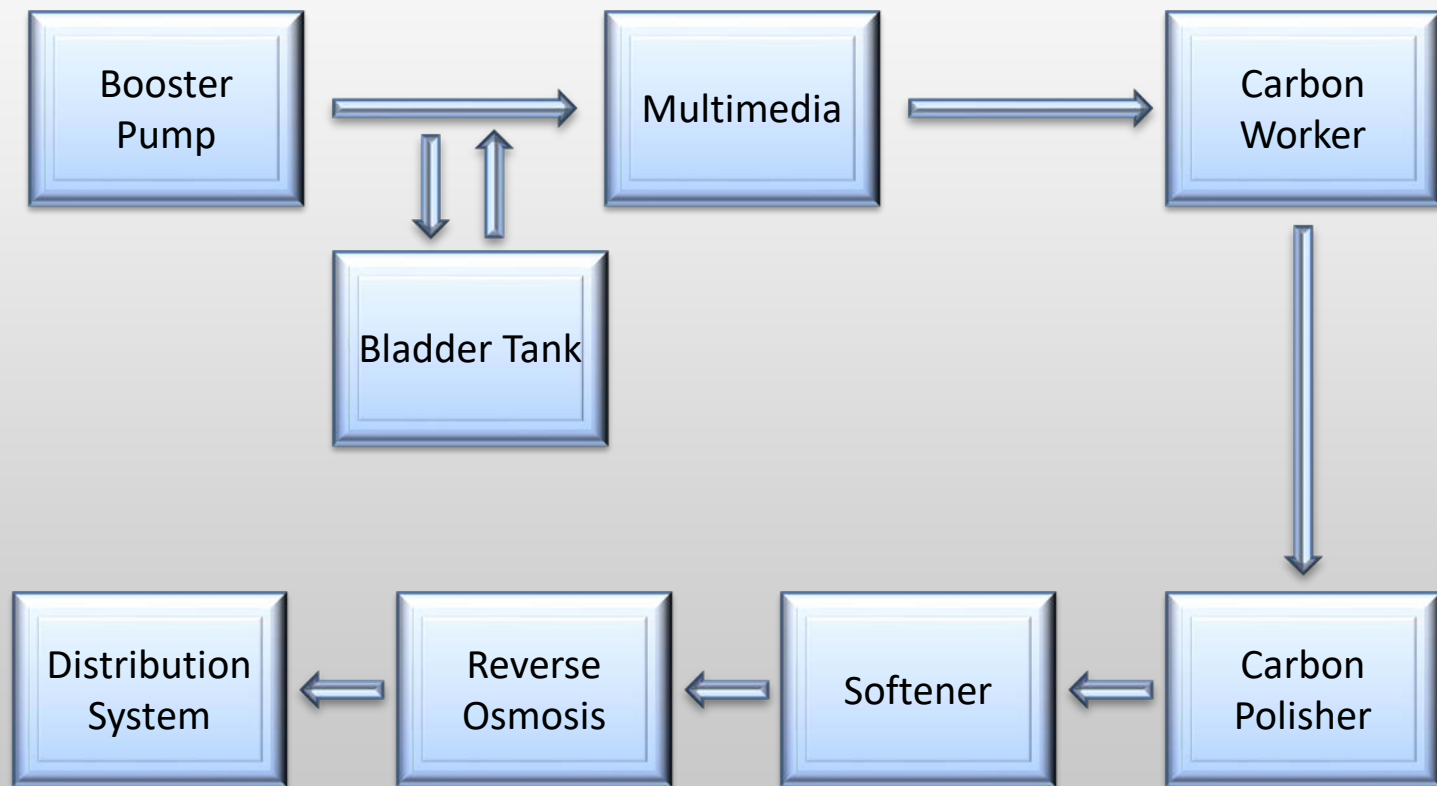 Booster
Pump
Multimedia
Carbon
Worker
Bladder Tank
Distribution
System
Reverse
Osmosis
Softener
Carbon
Polisher